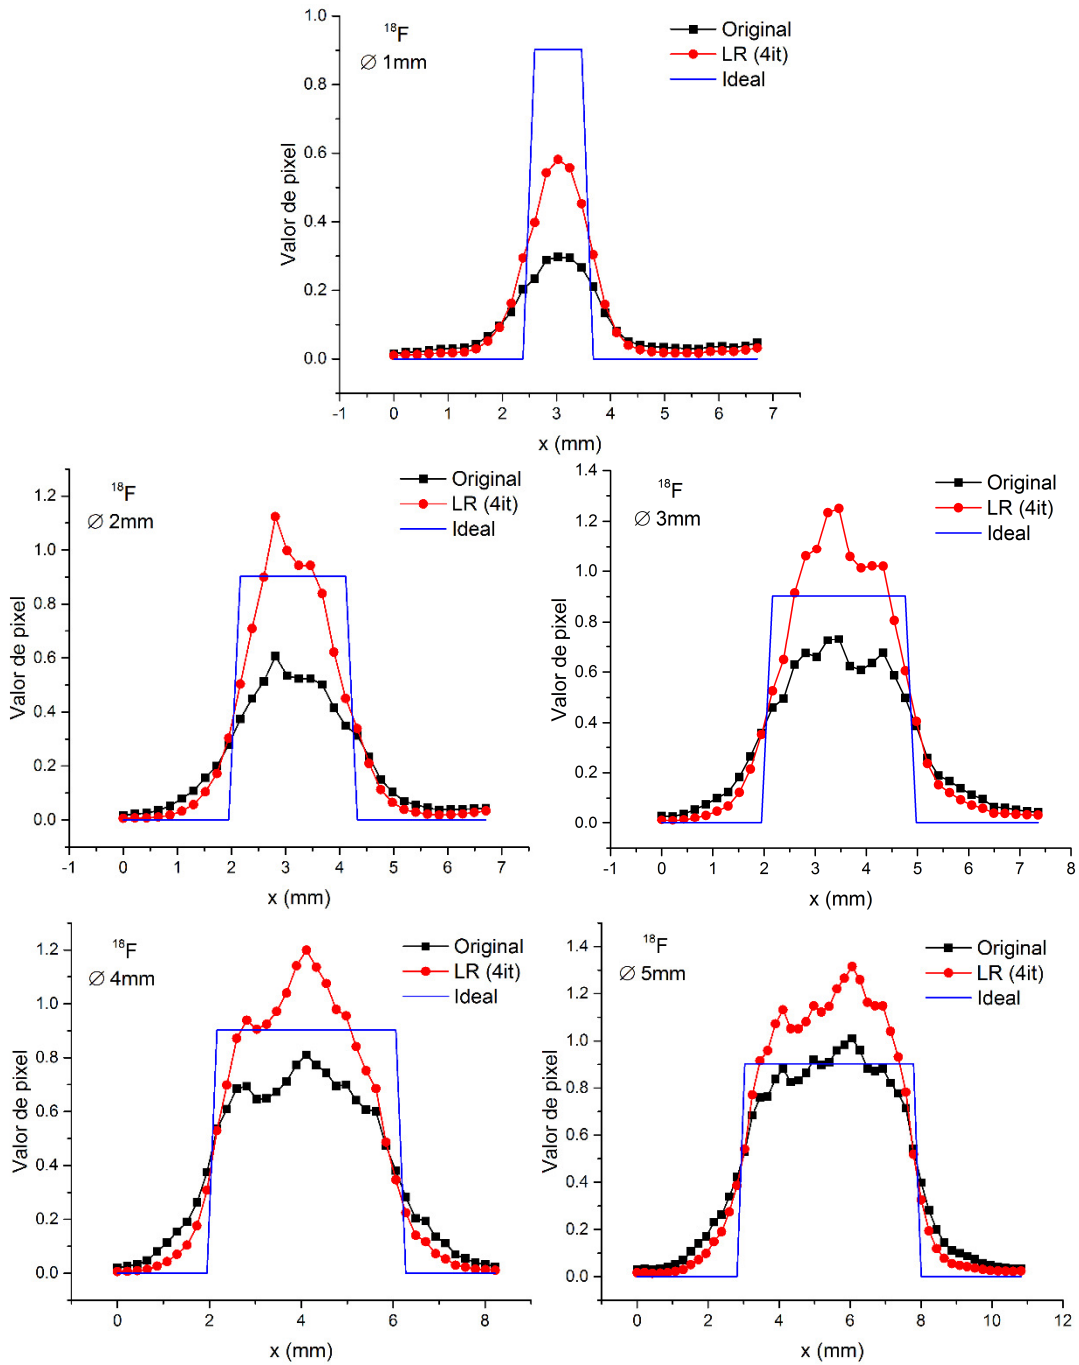 ¹⁸F
∅ 1mm
Original
LR (4it)
Ideal
1.0
0.8
0.6
0.4
0.2
0.0
Valor de pixel
-1 0 1 2 3 4 5 6 7
x (mm)
¹⁸F
∅ 2mm
Original
LR (4it)
Ideal
1.2
1.0
0.8
0.6
0.4
0.2
0.0
Valor de pixel
-1 0 1 2 3 4 5 6 7
x (mm)
¹⁸F
∅ 3mm
Original
LR (4it)
Ideal
1.4
1.2
1.0
0.8
0.6
0.4
0.2
0.0
Valor de pixel
-1 0 1 2 3 4 5 6 7 8
x (mm)
¹⁸F
∅ 4mm
Original
LR (4it)
Ideal
1.2
1.0
0.8
0.6
0.4
0.2
0.0
Valor de pixel
0 2 4 6 8
x (mm)
¹⁸F
∅ 5mm
Original
LR (4it)
Ideal
1.4
1.2
1.0
0.8
0.6
0.4
0.2
0.0
Valor de pixel
0 2 4 6 8 10 12
x (mm)